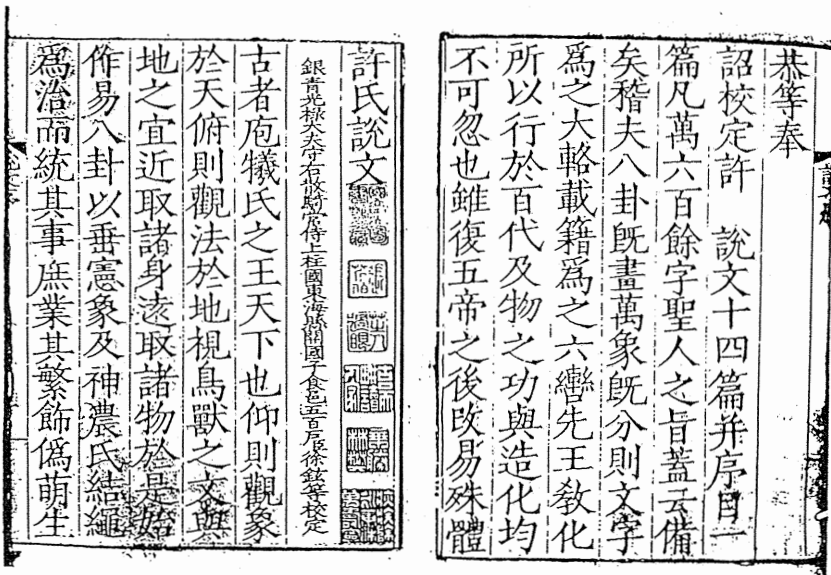 恭等奉
詔校定許　說文十四篇并序目一
篇凡萬六百餘字聖人之旨蓋云備
矣稽夫八卦既畫萬象既分則文字
爲之大輅載籍爲之六轡先王敎化
所以行於百代及物之功與造化均
不可忽也雖復五帝之後改易殊體
許氏說文
銀青光祿大夫守右散騎常侍上柱國東海縣開國子食邑五百戶臣徐鉉等校定
古者庖犧氏之王天下也仰則觀象
於天俯則觀法於地視鳥獸之文與
地之宜近取諸身遠取諸物於是始
作易八卦以垂憲象及神農氏結繩
爲治而統其事庶業其繁飾僞萌生